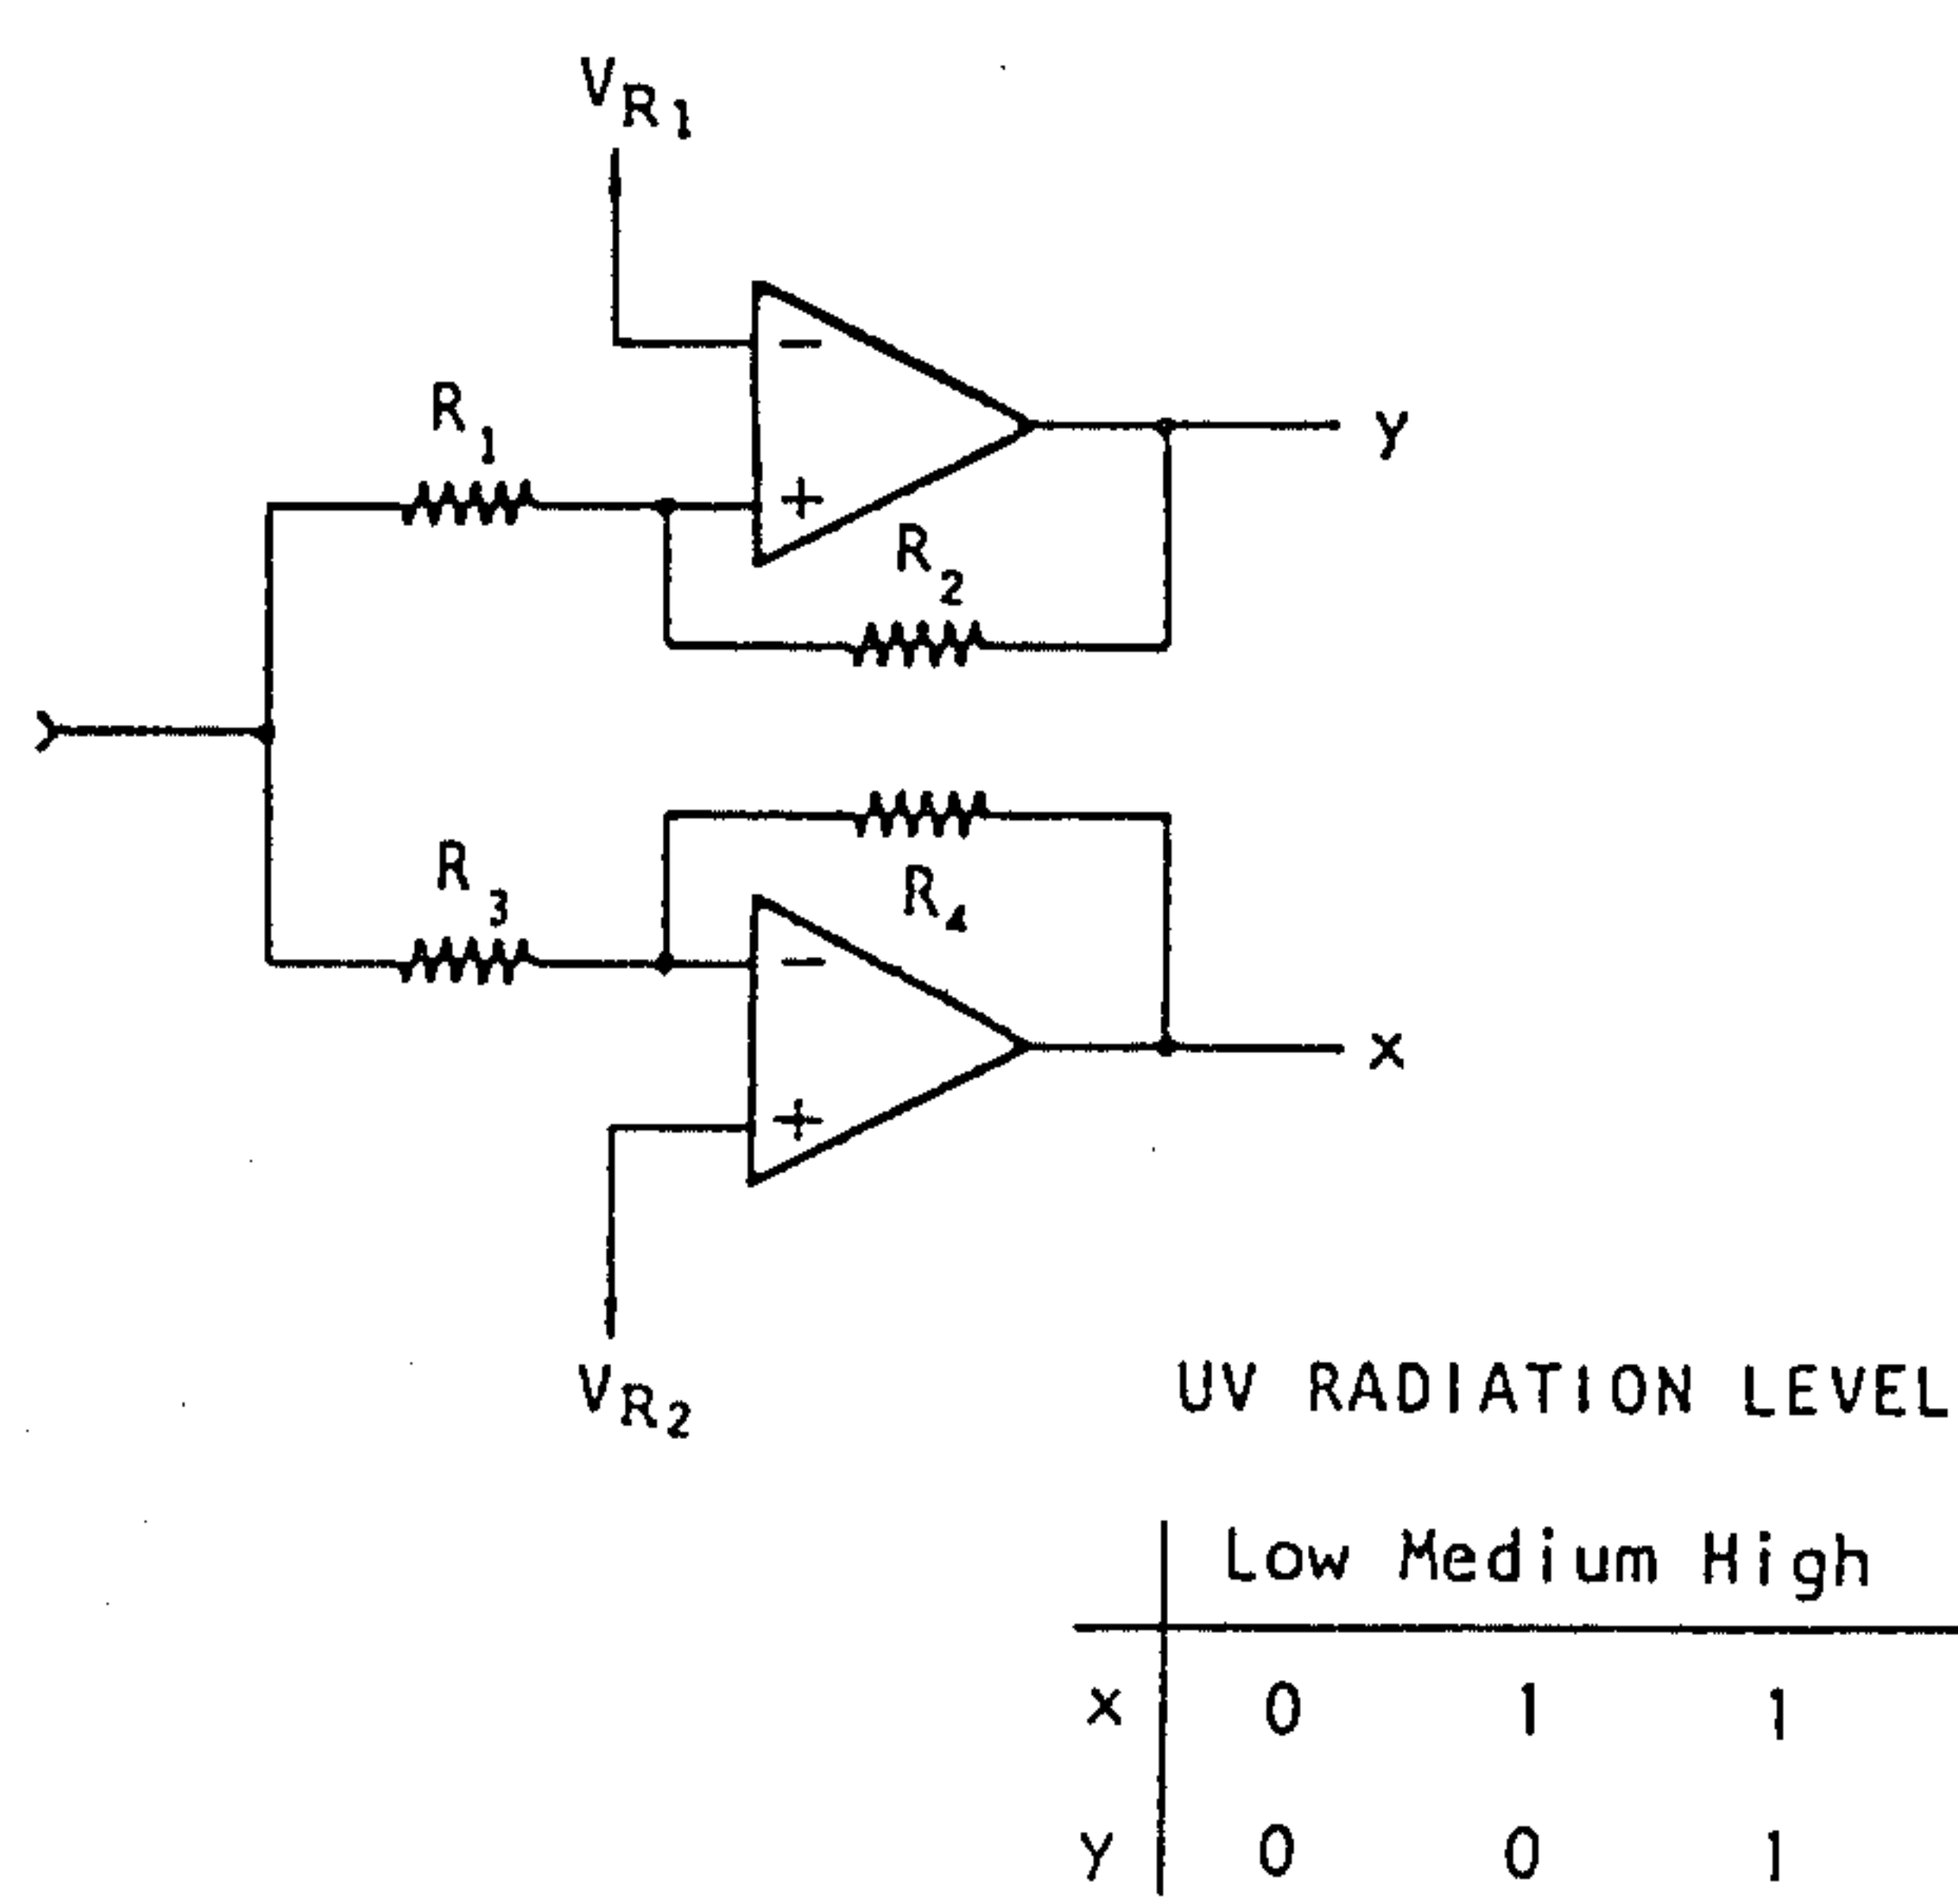 VR1
−
R1
y
+
R2
R3
R4
−
x
+
VR2
UV RADIATION LEVEL
Low Medium High
x 0 1 1
y 0 0 1